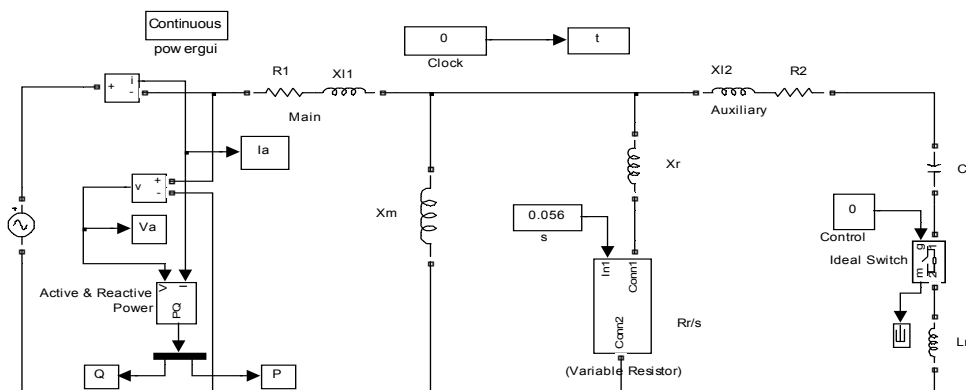 Continuous
pow ergui
0
Clock
t
+
i
-
R1
Xl1
Main
Xl2
R2
Auxiliary
Ia
v
+
-
Va
Xm
Xr
C
0.056
s
0
Control
Ideal Switch
g
1
m
2
In1
Conn1
Conn2
Rr/s
(Variable Resistor)
Active & Reactive
Power
V
I
PQ
Q
P